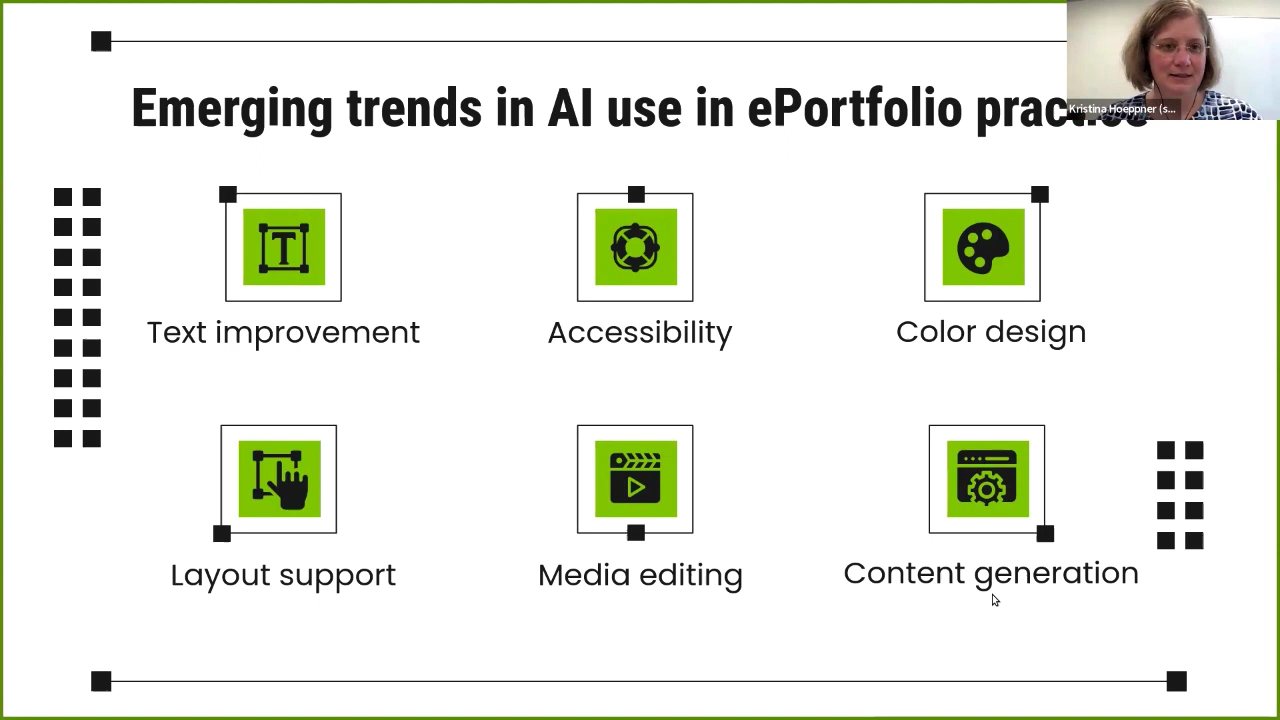 Emerging trends in AI use in ePortfolio practice
Kristina Hoeppner (s...
Text improvement
Accessibility
Color design
Layout support
Media editing
Content generation